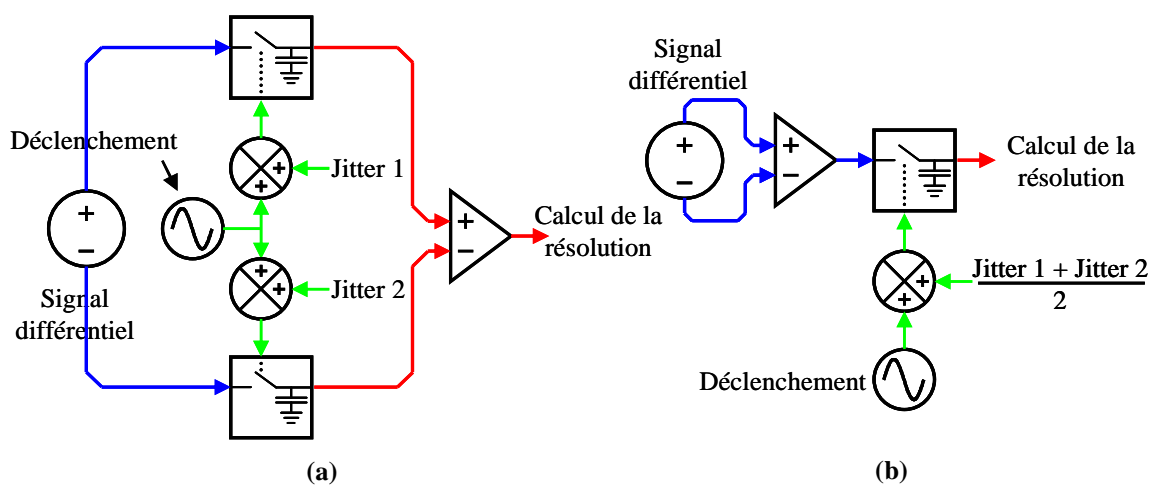 Déclenchement
Jitter 1
Jitter 2
Signal
différentiel
+
−
+
+
+
+
+
−
Calcul de la
résolution
(a)
Signal
différentiel
+
−
+
−
Calcul de la
résolution
+
+
Jitter 1 + Jitter 2
2
Déclenchement
(b)